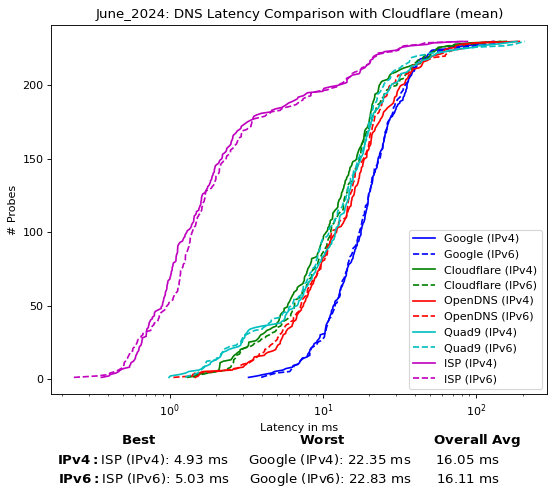 June_2024: DNS Latency Comparison with Cloudflare (mean)
# Probes
200
150
100
50
0
Google (IPv4)
Google (IPv6)
Cloudflare (IPv4)
Cloudflare (IPv6)
OpenDNS (IPv4)
OpenDNS (IPv6)
Quad9 (IPv4)
Quad9 (IPv6)
ISP (IPv4)
ISP (IPv6)
10⁰ 10¹ 10²
Latency in ms
Best Worst Overall Avg
IPv4: ISP (IPv4): 4.93 ms Google (IPv4): 22.35 ms 16.05 ms
IPv6: ISP (IPv6): 5.03 ms Google (IPv6): 22.83 ms 16.11 ms